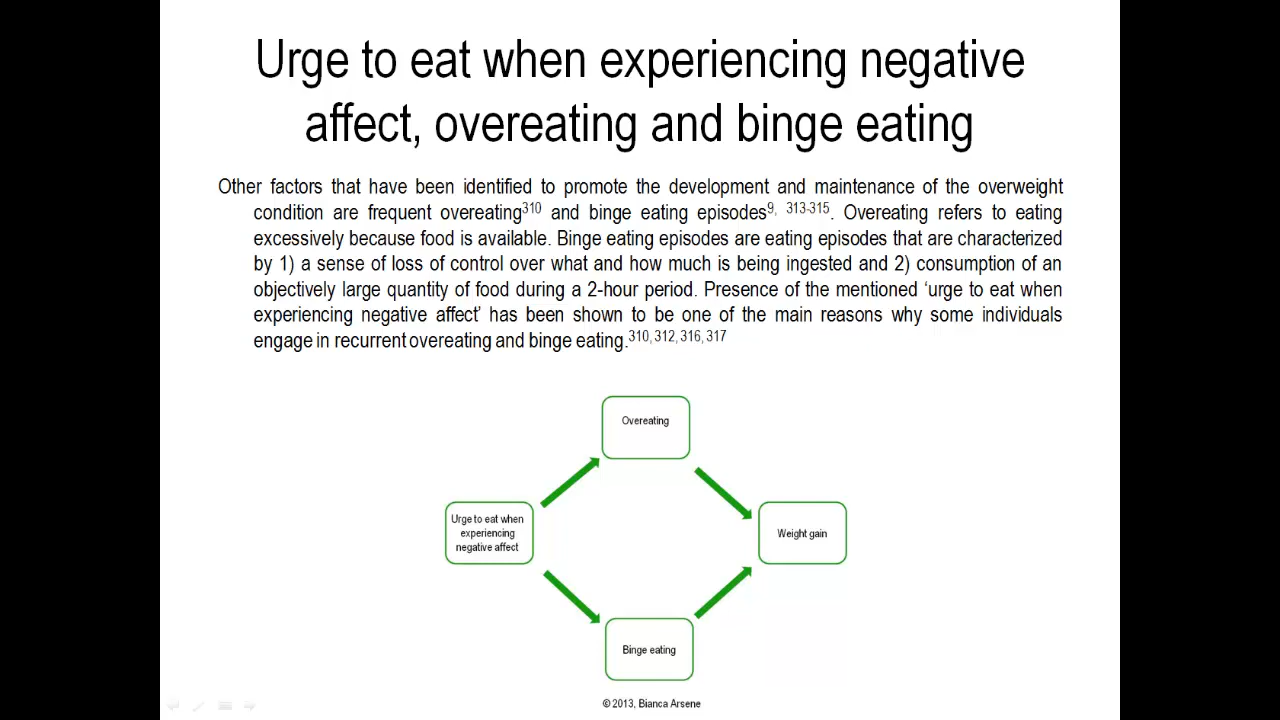 Urge to eat when experiencing negative
affect, overeating and binge eating
Other factors that have been identified to promote the development and maintenance of the overweight
condition are frequent overeating310 and binge eating episodes9, 313-315. Overeating refers to eating
excessively because food is available. Binge eating episodes are eating episodes that are characterized
by 1) a sense of loss of control over what and how much is being ingested and 2) consumption of an
objectively large quantity of food during a 2-hour period. Presence of the mentioned ‘urge to eat when
experiencing negative affect’ has been shown to be one of the main reasons why some individuals
engage in recurrent overeating and binge eating.310, 312, 316, 317
Overeating
Urge to eat when
experiencing
negative affect
Weight gain
Binge eating
© 2013, Bianca Arsene